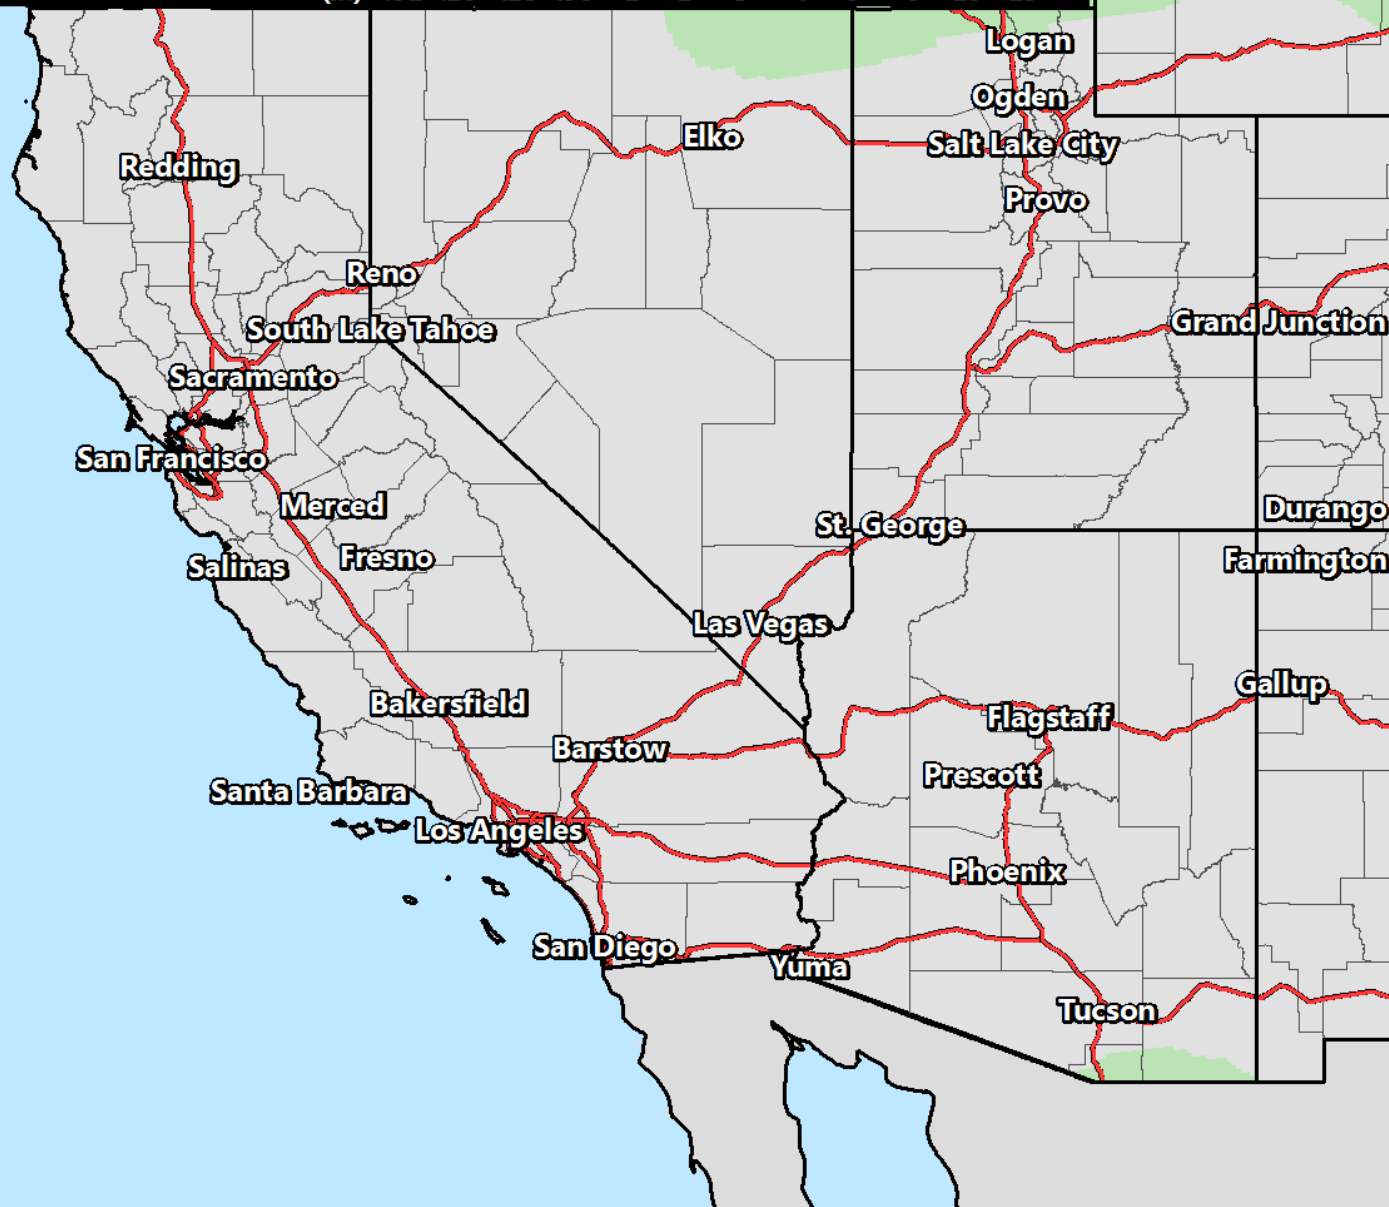 Logan
Ogden
Elko
Salt Lake City
Redding
Provo
Reno
Grand Junction
South Lake Tahoe
Sacramento
San Francisco
Merced
Durango
St. George
Fresno
Farmington
Salinas
Las Vegas
Gallup
Bakersfield
Flagstaff
Barstow
Prescott
Santa Barbara
Los Angeles
Phoenix
San Diego
Yuma
Tucson